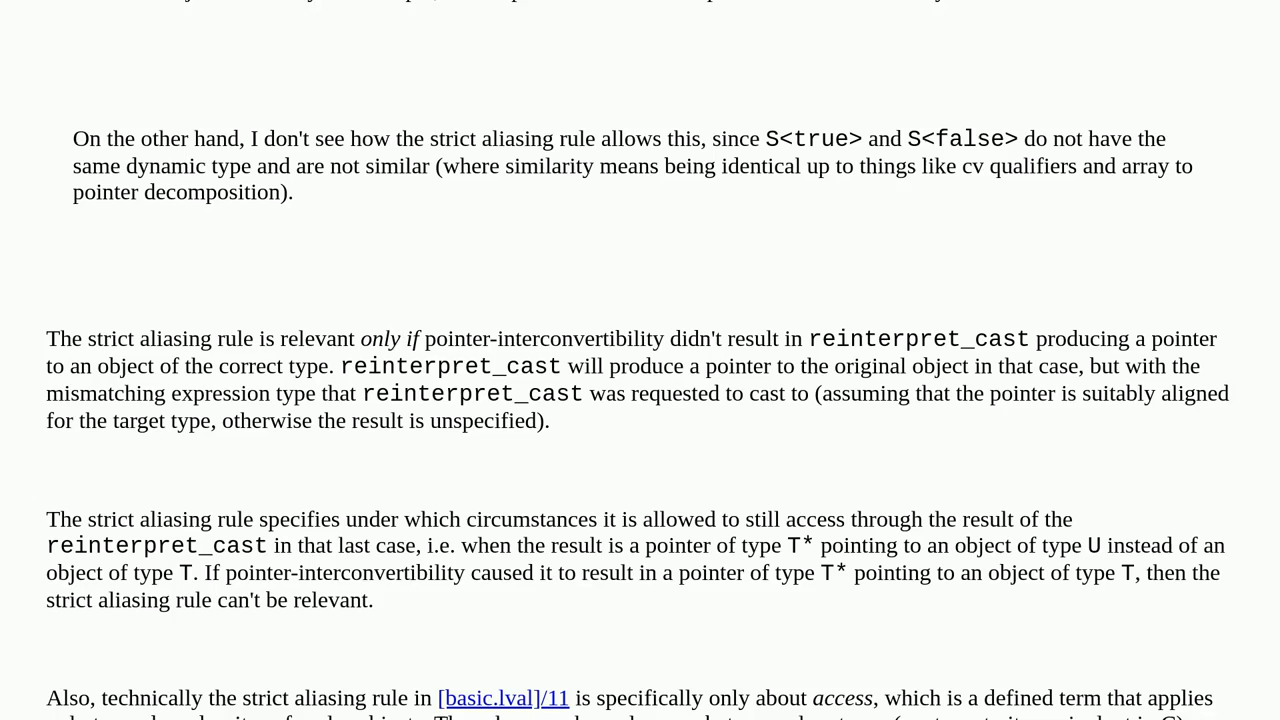 On the other hand, I don't see how the strict aliasing rule allows this, since S<true> and S<false> do not have the
same dynamic type and are not similar (where similarity means being identical up to things like cv qualifiers and array to
pointer decomposition).
The strict aliasing rule is relevant only if pointer-interconvertibility didn't result in reinterpret_cast producing a pointer
to an object of the correct type. reinterpret_cast will produce a pointer to the original object in that case, but with the
mismatching expression type that reinterpret_cast was requested to cast to (assuming that the pointer is suitably aligned
for the target type, otherwise the result is unspecified).
The strict aliasing rule specifies under which circumstances it is allowed to still access through the result of the
reinterpret_cast in that last case, i.e. when the result is a pointer of type T* pointing to an object of type U instead of an
object of type T. If pointer-interconvertibility caused it to result in a pointer of type T* pointing to an object of type T, then the
strict aliasing rule can't be relevant.
Also, technically the strict aliasing rule in [basic.lval]/11 is specifically only about access, which is a defined term that applies